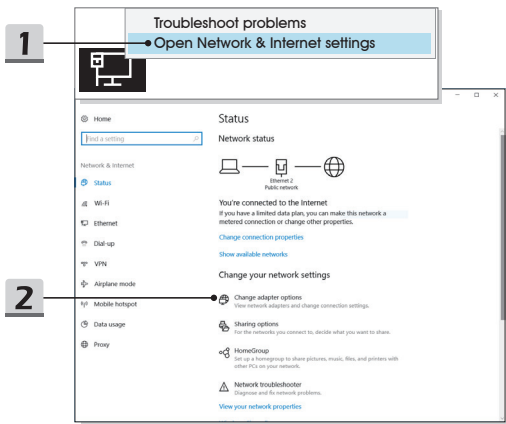 Troubleshoot problems
1
Open Network & Internet settings
Home
Status
Find a setting
Network status
Network & Internet
Ethernet 2
Public network
Status
Wi-Fi
You're connected to the Internet
If you have a limited data plan, you can make this network a
metered connection or change other properties.
Ethernet
Dial-up
Change connection properties
VPN
Show available networks
Airplane mode
Change your network settings
2
Mobile hotspot
Change adapter options
View network adapters and change connection settings.
Data usage
Sharing options
For the networks you connect to, decide what you want to share.
Proxy
HomeGroup
Set up a homegroup to share pictures, music, files, and printers with
other PCs on your network.
Network troubleshooter
Diagnose and fix network problems.
View your network properties